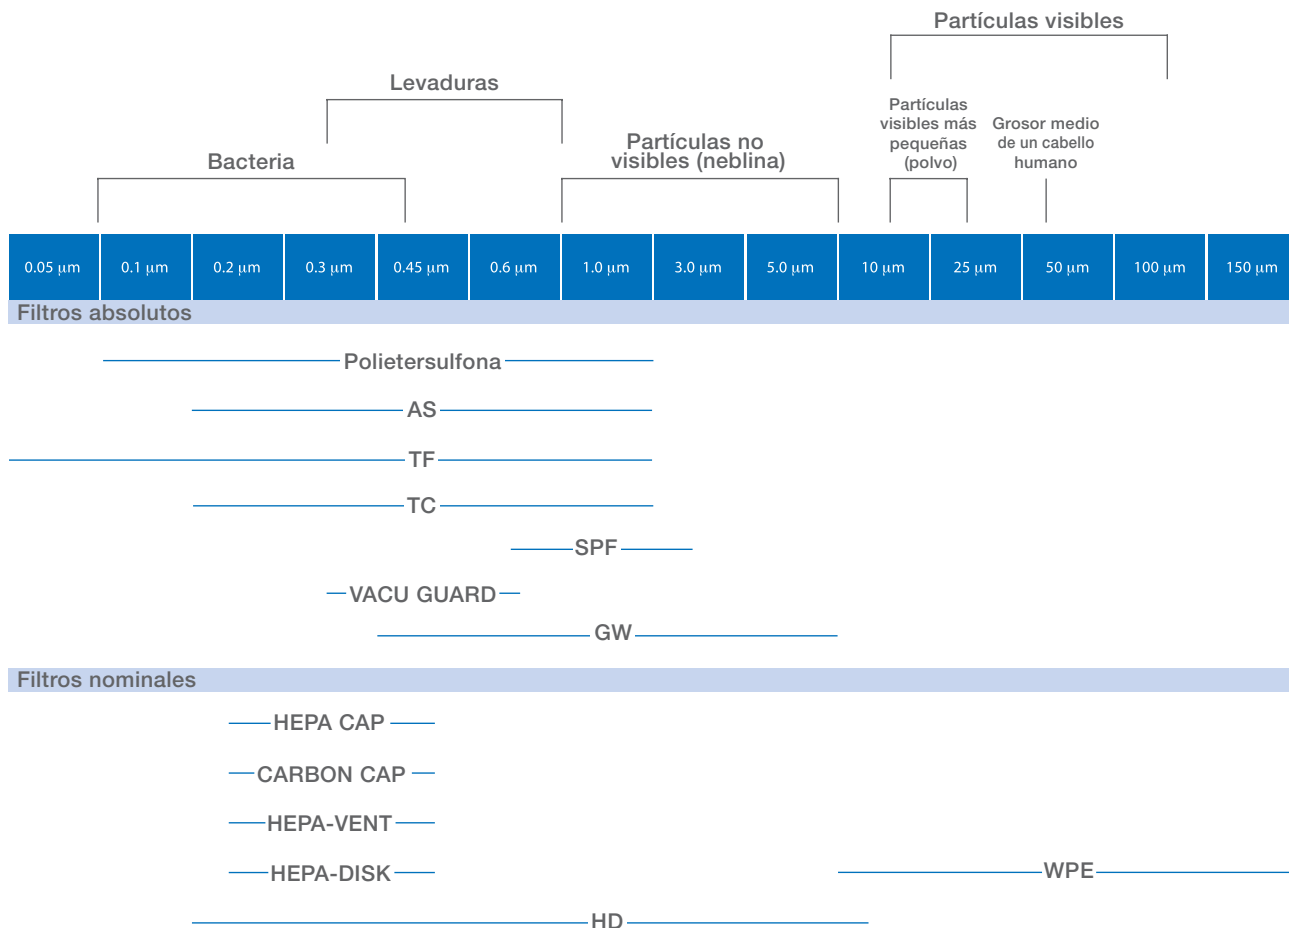 Partículas visibles
Levaduras
Partículas
visibles más
pequeñas
(polvo)
Grosor medio
de un cabello
humano
Partículas no
visibles (neblina)
Bacteria
0.05 µm
0.1 µm
0.2 µm
0.3 µm
0.45 µm
0.6 µm
1.0 µm
3.0 µm
5.0 µm
10 µm
25 µm
50 µm
100 µm
150 µm
Filtros absolutos
Polietersulfona
AS
TF
TC
SPF
VACU GUARD
GW
Filtros nominales
HEPA CAP
CARBON CAP
HEPA-VENT
HEPA-DISK
WPE
HD